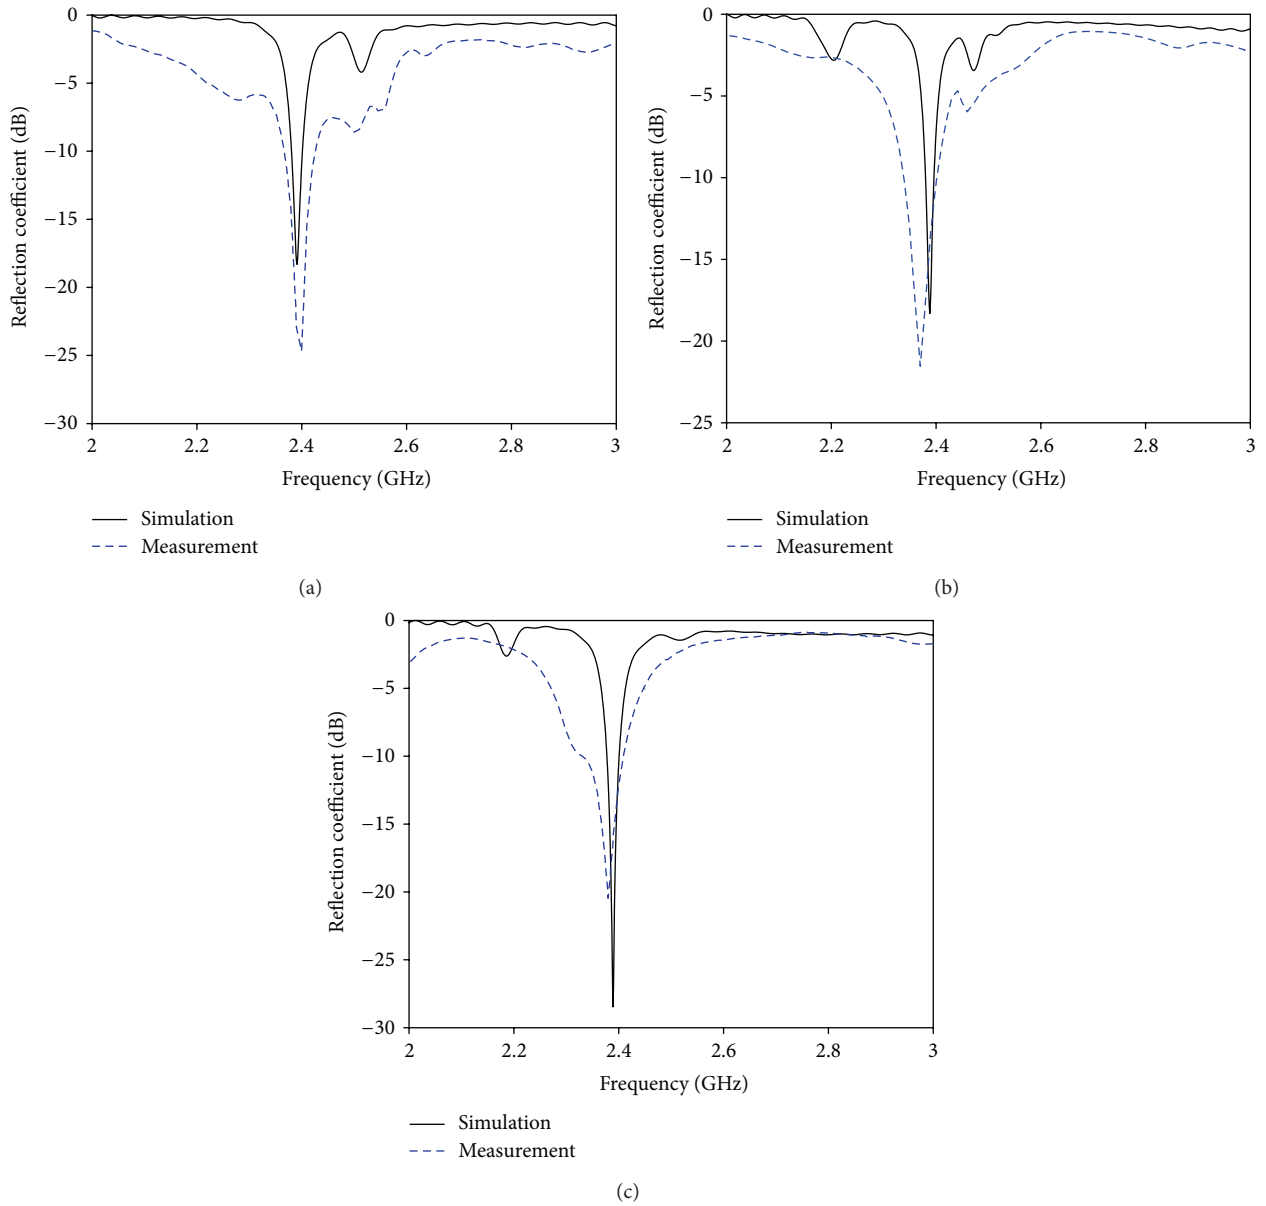 0
−5
−10
−15
−20
−25
−30
Reflection coefficient (dB)
2 2.2 2.4 2.6 2.8 3
Frequency (GHz)
Simulation
Measurement
(a)
0
−5
−10
−15
−20
−25
Reflection coefficient (dB)
2 2.2 2.4 2.6 2.8 3
Frequency (GHz)
Simulation
Measurement
(b)
0
−5
−10
−15
−20
−25
−30
Reflection coefficient (dB)
2 2.2 2.4 2.6 2.8 3
Frequency (GHz)
Simulation
Measurement
(c)